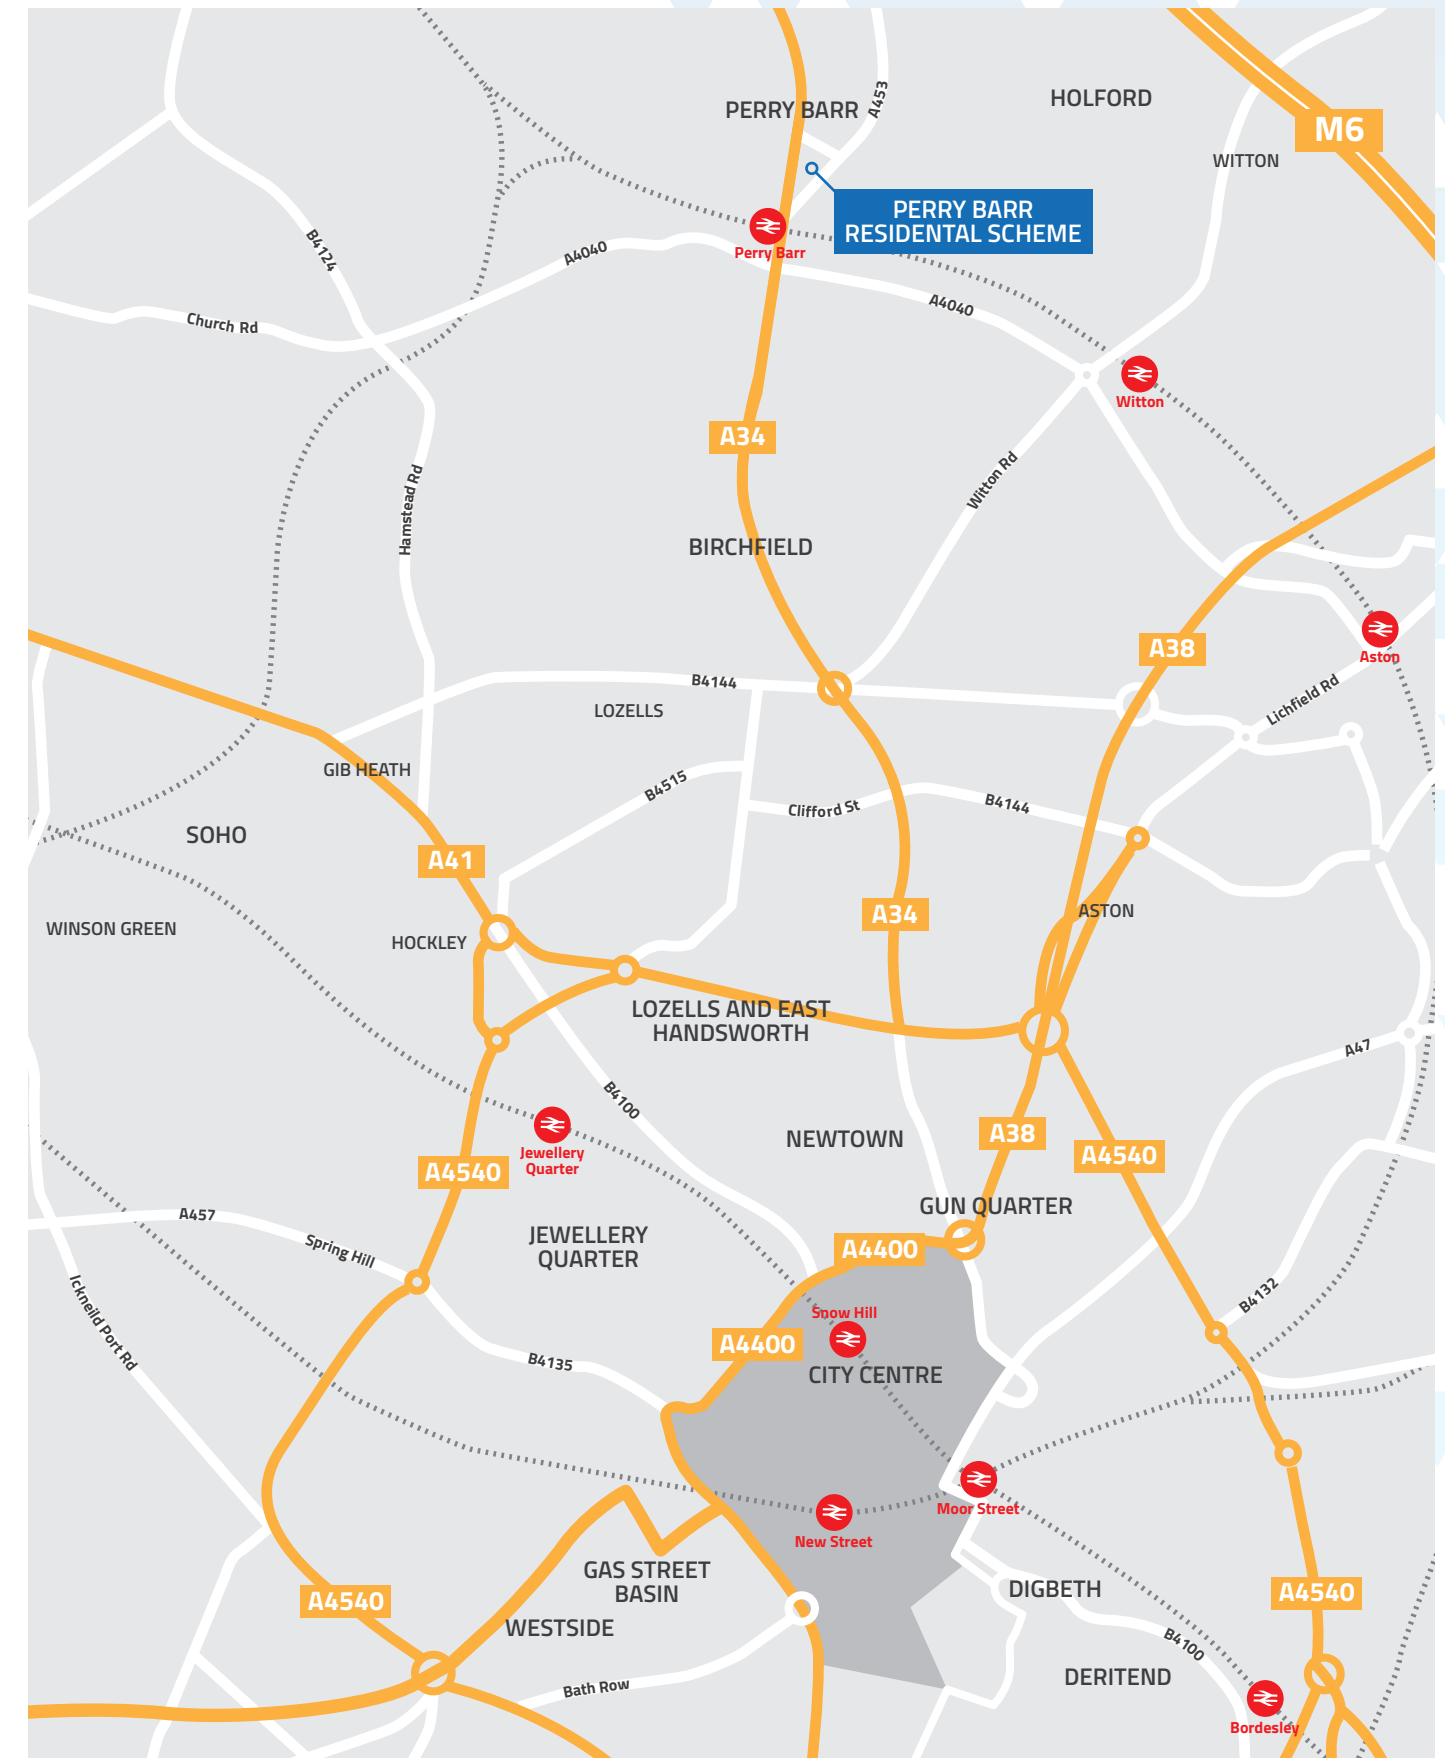 PERRY BARR
A453
HOLFORD
M6
WITTON
PERRY BARR
RESIDENTAL SCHEME
Perry Barr
B4124
A4040
A4040
Church Rd
Witton
A34
Witton Rd
Hamstead Rd
BIRCHFIELD
A38
Aston
B4144
Lichfield Rd
LOZELLS
GIB HEATH
B4515
Clifford St
B4144
SOHO
A41
A34
ASTON
WINSON GREEN
HOCKLEY
LOZELLS AND EAST
HANDSWORTH
A47
B4100
NEWTOWN
A38
Jewellery
Quarter
A4540
A4540
A457
GUN QUARTER
JEWELLERY
QUARTER
Spring Hill
A4400
Ickneild Port Rd
B4132
Snow Hill
A4400
B4135
CITY CENTRE
Moor Street
New Street
GAS STREET
BASIN
DIGBETH
A4540
A4540
WESTSIDE
B4100
DERITEND
Bath Row
Bordesley